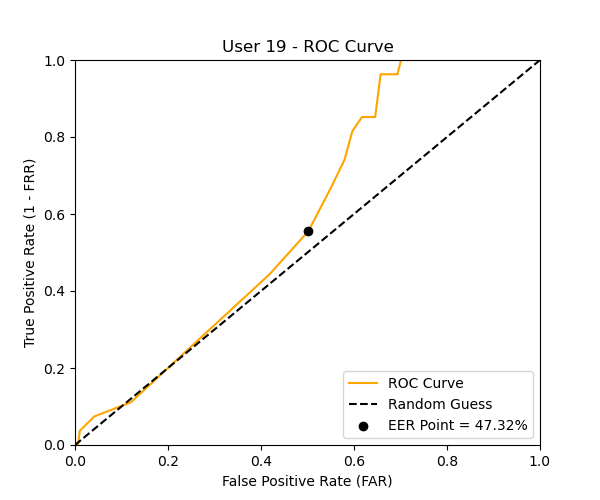 User 19 - ROC Curve
True Positive Rate (1 - FRR)
1.0
0.8
0.6
0.4
0.2
0.0
0.0 0.2 0.4 0.6 0.8 1.0
False Positive Rate (FAR)
ROC Curve
Random Guess
EER Point = 47.32%